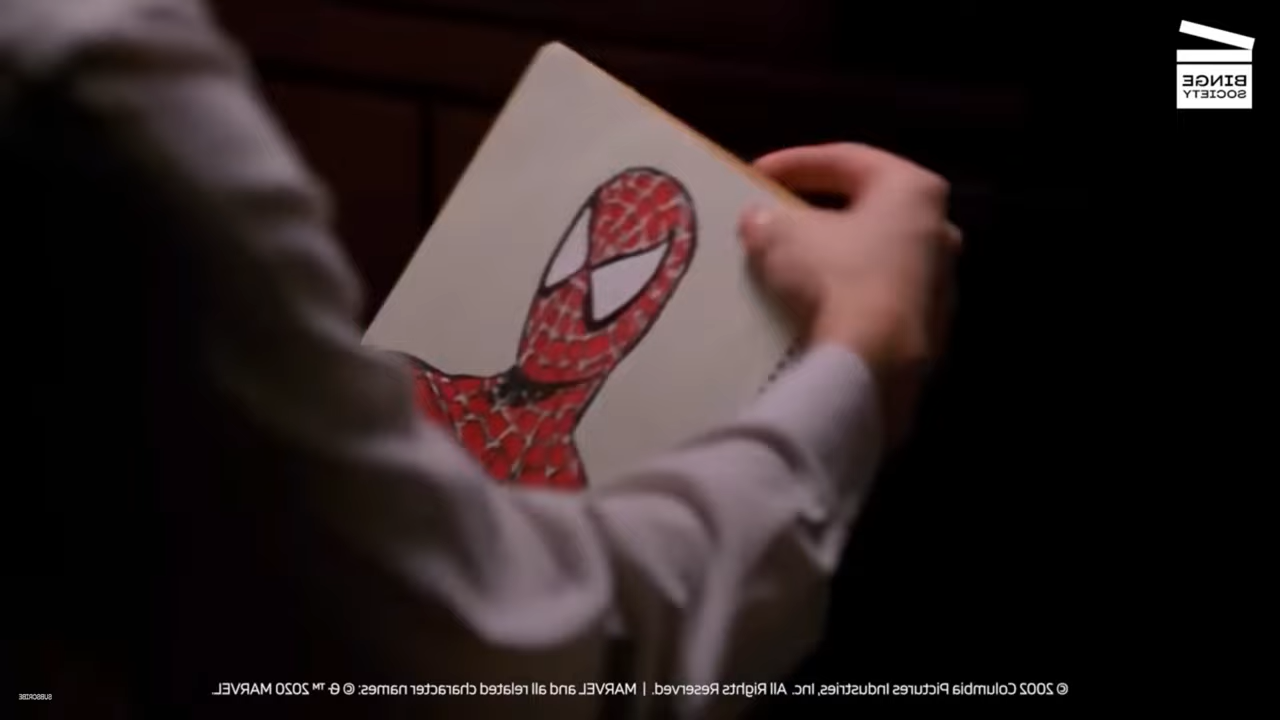 BINGE
SOCIETY
© 2002 Columbia Pictures Industries, Inc. All Rights Reserved. | MARVEL and all related character names: © & ™ 2020 MARVEL.
SUBSCRIBE